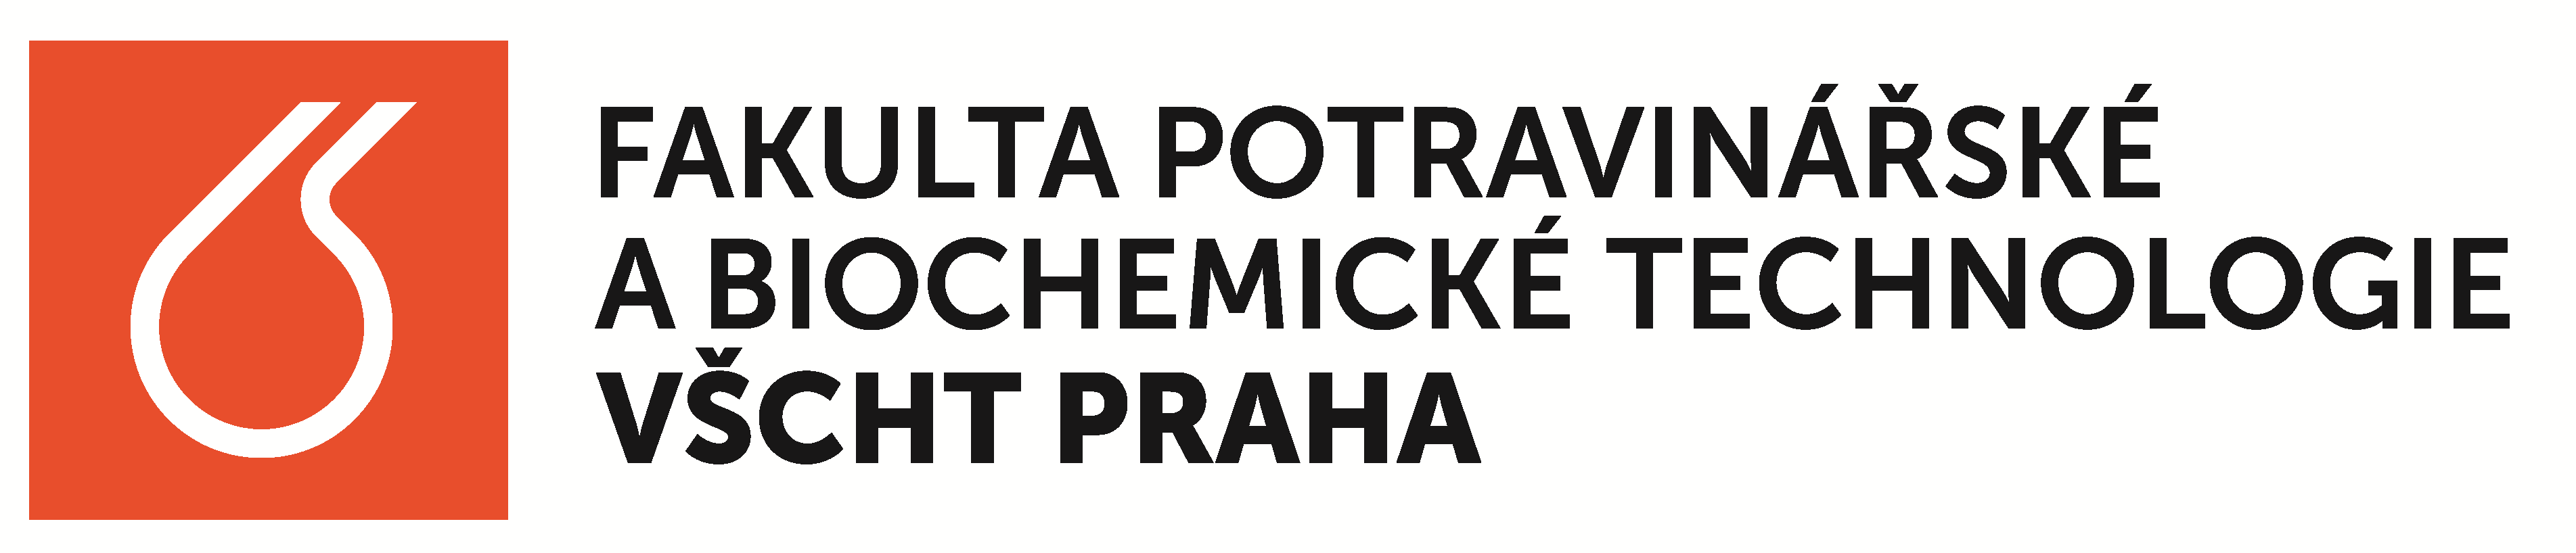 FAKULTA POTRAVINÁŘSKÉ
A BIOCHEMICKÉ TECHNOLOGIE
VŠCHT PRAHA